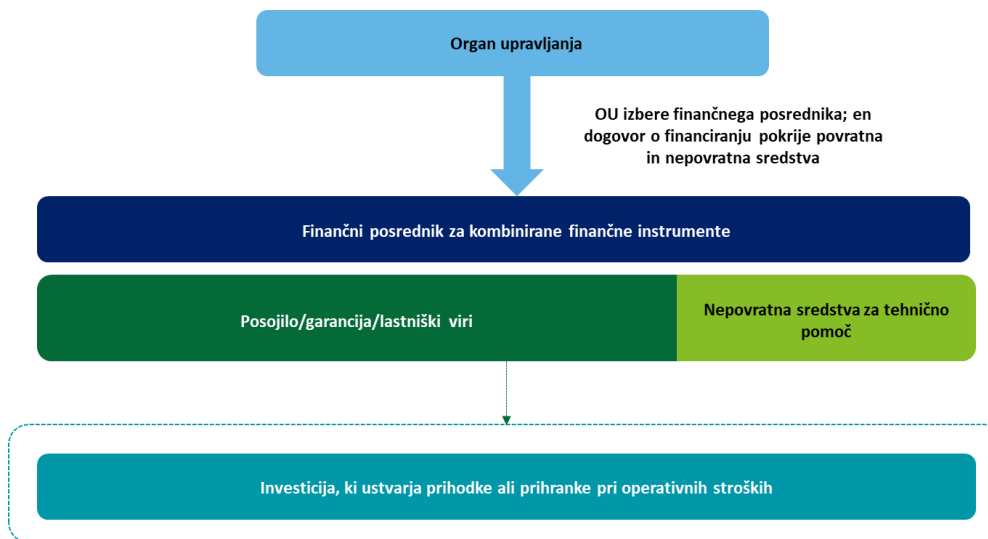 Organ upravljanja
OU izbere finančnega posrednika; en
dogovor o financiranju pokrije povratna
in nepovratna sredstva
Finančni posrednik za kombinirane finančne instrumente
Posojilo/garancija/lastniški viri
Nepovratna sredstva za tehnično
pomoč
Investicija, ki ustvarja prihodke ali prihranke pri operativnih stroških